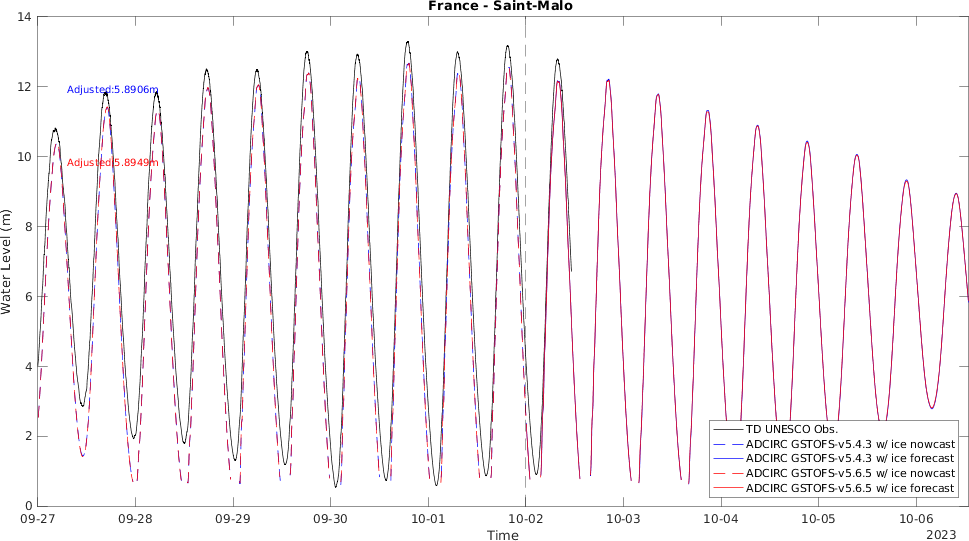 France - Saint-Malo
14
12
10
8
6
4
2
0
Water Level (m)
Adjusted:5.8906m
Adjusted:5.8949m
TD UNESCO Obs.
ADCIRC GSTOFS-v5.4.3 w/ ice nowcast
ADCIRC GSTOFS-v5.4.3 w/ ice forecast
ADCIRC GSTOFS-v5.6.5 w/ ice nowcast
ADCIRC GSTOFS-v5.6.5 w/ ice forecast
09-27 09-28 09-29 09-30 10-01 10-02 10-03 10-04 10-05 10-06
Time
2023